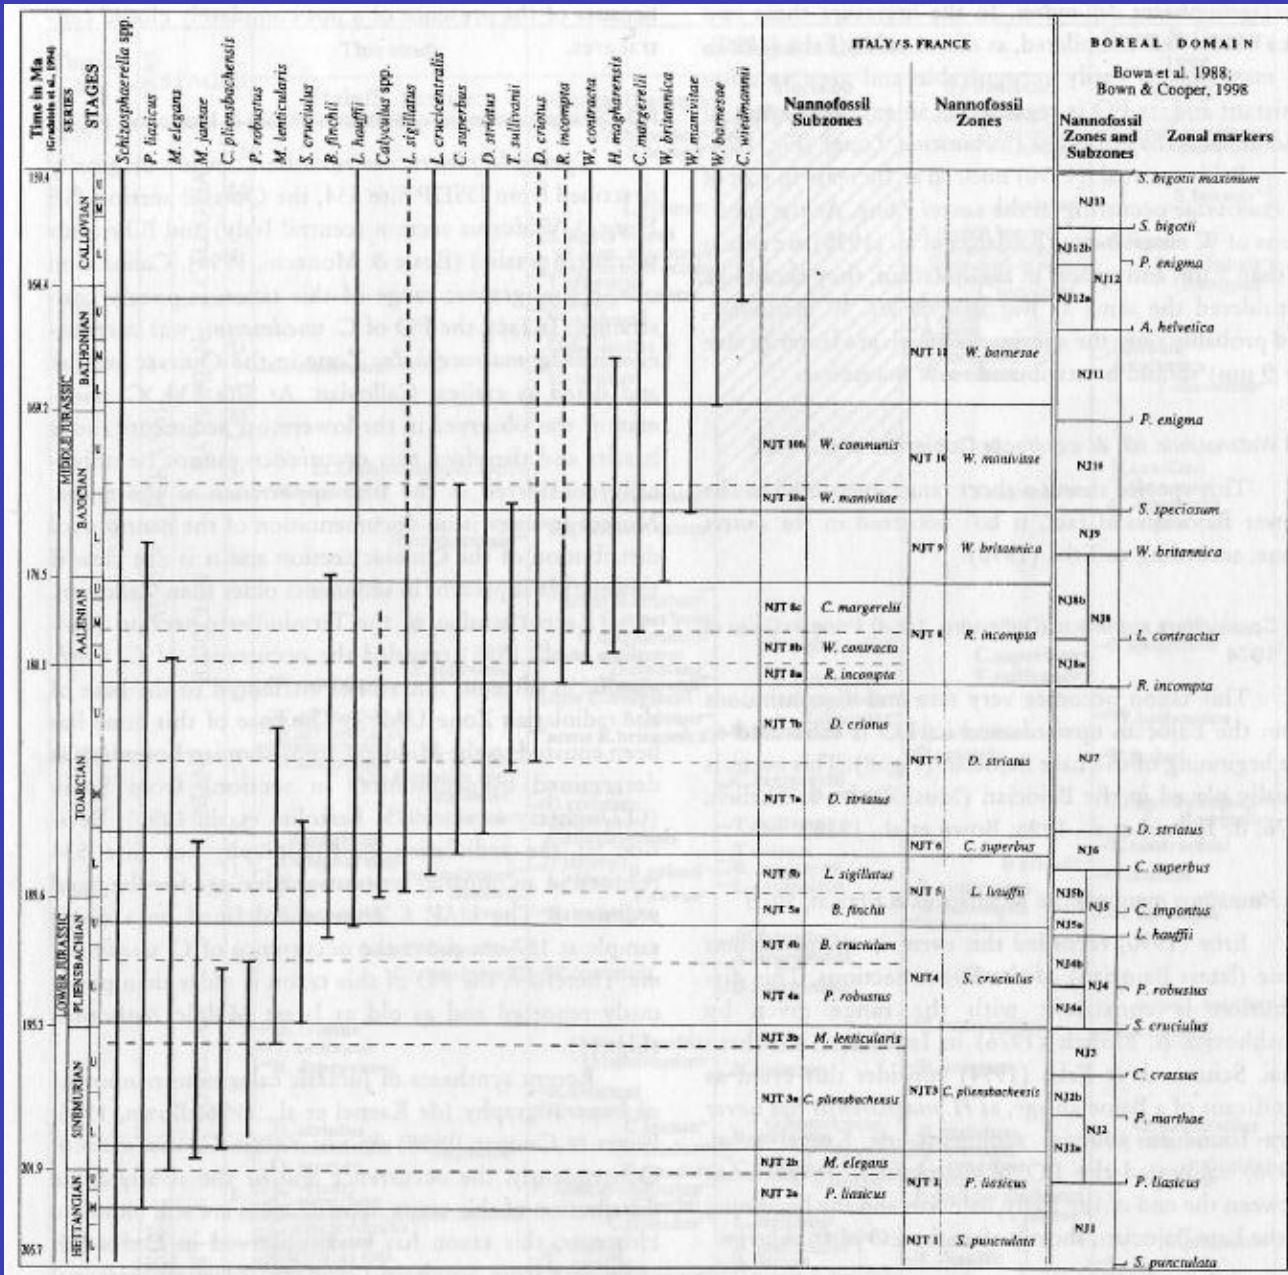 Time in Ma
(Gradstein et al., 1994)
SERIES
STAGES
Schizosphaerella spp.
P. liasicus
M. elegans
M. jansae
C. pliensbachensis
P. robustus
M. lenticularis
S. cruciulus
B. finchii
L. hauffii
Calyculus spp.
L. sigillatus
L. crucicentralis
C. superbus
D. striatus
T. sullivanii
D. criotus
R. incompta
W. contracta
H. magharensis
C. margerelii
W. britannica
W. manivitae
W. barnesae
C. wiedmannii
ITALY/S. FRANCE
Nannofossil
Subzones
Nannofossil
Zones
BOREAL DOMAIN
Bown et al. 1988;
Bown & Cooper, 1998
Nannofossil
Zones and
Subzones
Zonal markers
159.4
169.2
176.5
180.1
195.3
201.9
205.7
MIDDLE JURASSIC
LOWER JURASSIC
CALLOVIAN
BATHONIAN
BAJOCIAN
AALENIAN
TOARCIAN
PLIENSBACHIAN
SINEMURIAN
HETTANGIAN
L
U
M
L
L
U
M
L
U
M
L
U
L
U
L
M
L
NJT 10b W. communis
NJT 10a W. manvitae
NJT 8c C. margerelii
NJT 8b W. contracta
NJT 8a R. incompta
NJT 7b D. criotus
NJT 7a D. striatus
NJT 5b L. sigillatus
NJT 5a B. finchii
NJT 4b B. cruciulum
NJT 4a P. robustus
NJT 3b M. lenticularis
NJT 3a C. pliensbachensis
NJT 2b M. elegans
NJT 2a P. liasicus
NJT 11 W. barnesae
NJT 10 W. manivitae
NJT 9 W. britannica
NJT 8 R. incompta
NJT 7 D. striatus
NJT 6 C. superbus
NJT 5 L. hauffii
NJT4 S. cruciulus
NJT3 C. pliensbachensis
NJT 2 P. liasicus
NJT 1 S. punculata
NJ13
NJ12b
NJ12
NJ12a
NJ11
NJ10
NJ9
NJ8b
NJ8
NJ8a
NJ7
NJ6
NJ5b
NJ5
NJ5a
NJ4b
NJ4
NJ4a
NJ3
NJ2b
NJ2
NJ2a
NJ1
S. bigotii maximum
S. bigotii
P. enigma
A. helvetica
P. enigma
S. speciosum
W. britannica
L. contractus
R. incompta
D. striatus
C. superbus
C. impontus
L. hauffii
P. robustus
S. cruciulus
C. crassus
P. marthae
P. liasicus
S. punculata